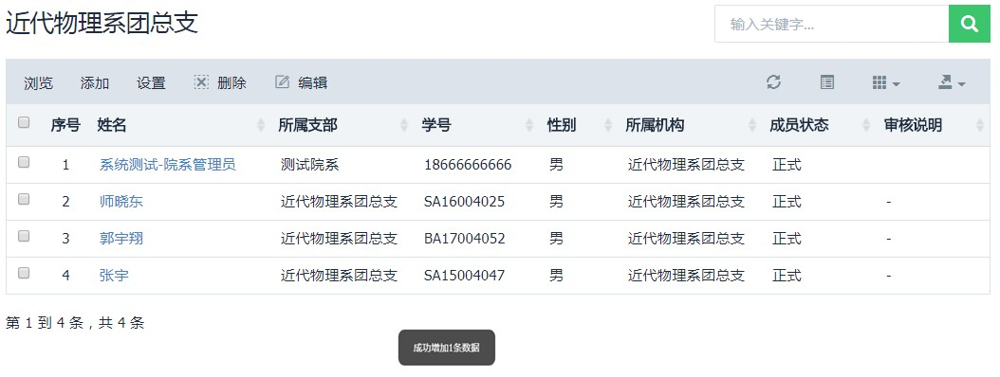 近代物理系团总支
输入关键字...
浏览 添加 设置 删除 编辑
序号 姓名 所属支部 学号 性别 所属机构 成员状态 审核说明
1 系统测试-院系管理员 测试院系 18666666666 男 近代物理系团总支 正式
2 师晓东 近代物理系团总支 SA16004025 男 近代物理系团总支 正式 -
3 郭宇翔 近代物理系团总支 BA17004052 男 近代物理系团总支 正式 -
4 张宇 近代物理系团总支 SA15004047 男 近代物理系团总支 正式 -
第 1 到 4 条，共 4 条
成功增加1条数据